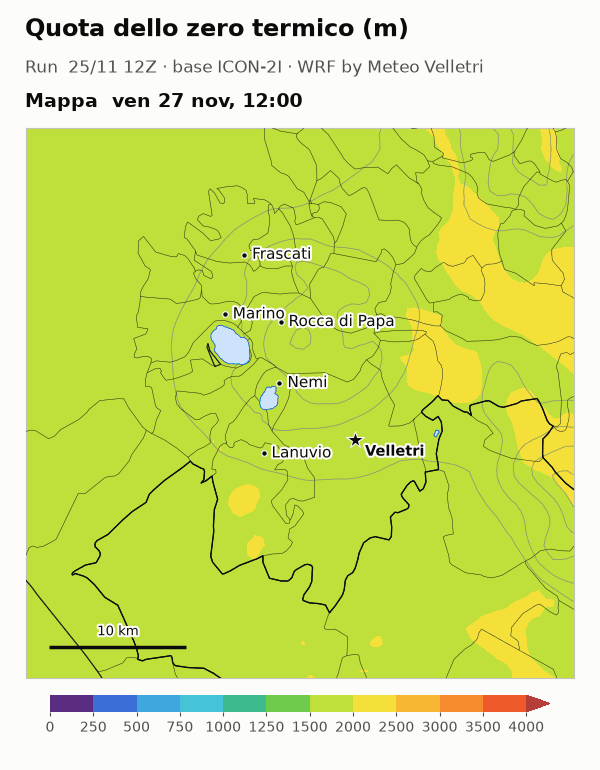 Quota dello zero termico (m)
Run  25/11 12Z · base ICON-2I · WRF by Meteo Velletri
Mappa  ven 27 nov, 12:00
Frascati
Marino
Rocca di Papa
Nemi
Velletri
Lanuvio
10 km
0 250 500 750 1000 1250 1500 2000 2500 3000 3500 4000